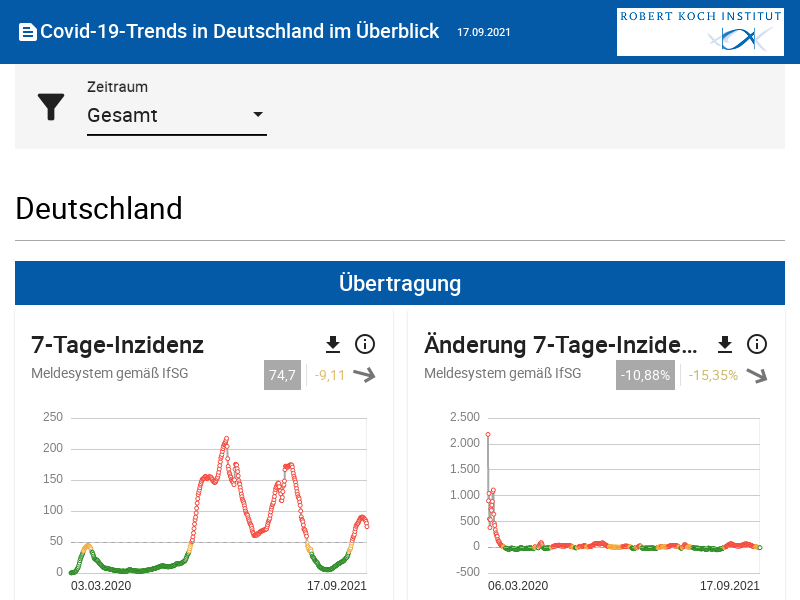 Covid-19-Trends in Deutschland im Überblick 17.09.2021
ROBERT KOCH INSTITUT
Zeitraum
Gesamt
Deutschland
Übertragung
7-Tage-Inzidenz
Meldesystem gemäß IfSG
74,7 -9,11
250
200
150
100
50
0
03.03.2020 17.09.2021
Änderung 7-Tage-Inzide...
Meldesystem gemäß IfSG
-10,88% -15,35%
2.500
2.000
1.500
1.000
500
0
-500
06.03.2020 17.09.2021